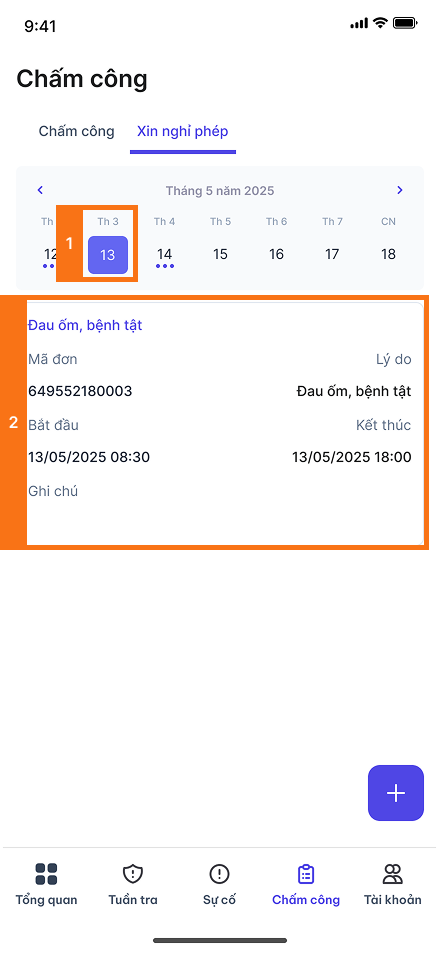 9:41
Chấm công
Chấm công Xin nghỉ phép
Tháng 5 năm 2025
Th Th 3 Th 4 Th 5 Th 6 Th 7 CN
1
12 13 14 15 16 17 18
Đau ốm, bệnh tật
Mã đơn Lý do
649552180003 Đau ốm, bệnh tật
2
Bắt đầu Kết thúc
13/05/2025 08:30 13/05/2025 18:00
Ghi chú
Tổng quan Tuần tra Sự cố Chấm công Tài khoản